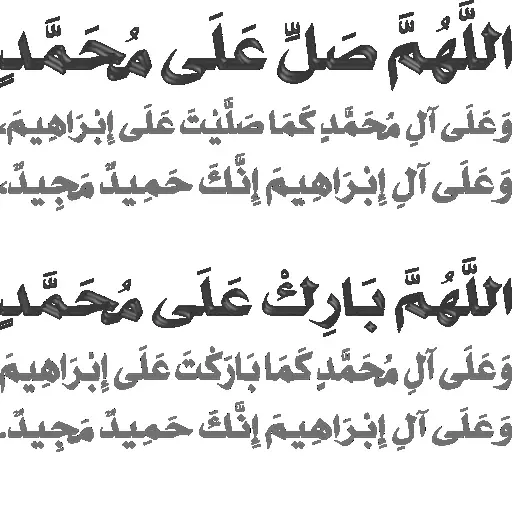 اللَّهُمَّ صَلِّ عَلَى مُحَمَّدٍ
وَعَلَى آلِ مُحَمَّدٍ كَمَا صَلَّيْتَ عَلَى إِبْرَاهِيمَ،
وَعَلَى آلِ إِبْرَاهِيمَ إِنَّكَ حَمِيدٌ مَجِيدٌ،
اللَّهُمَّ بَارِكْ عَلَى مُحَمَّدٍ
وَعَلَى آلِ مُحَمَّدٍ كَمَا بَارَكْتَ عَلَى إِبْرَاهِيمَ
وَعَلَى آلِ إِبْرَاهِيمَ إِنَّكَ حَمِيدٌ مَجِيدٌ.